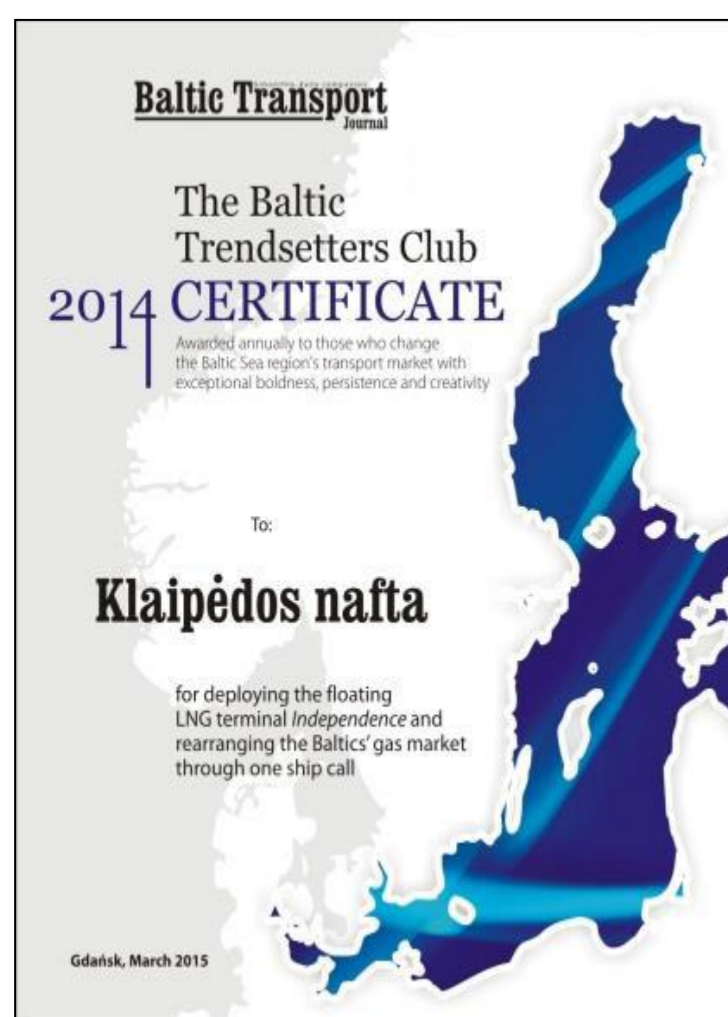 Baltic Transport
Journal
The Baltic
Trendsetters Club
2014 CERTIFICATE
Awarded annually to those who change
the Baltic Sea region's transport market with
exceptional boldness, persistence and creativity
To:
Klaipėdos nafta
for deploying the floating
LNG terminal Independence and
rearranging the Baltics' gas market
through one ship call
Gdańsk, March 2015